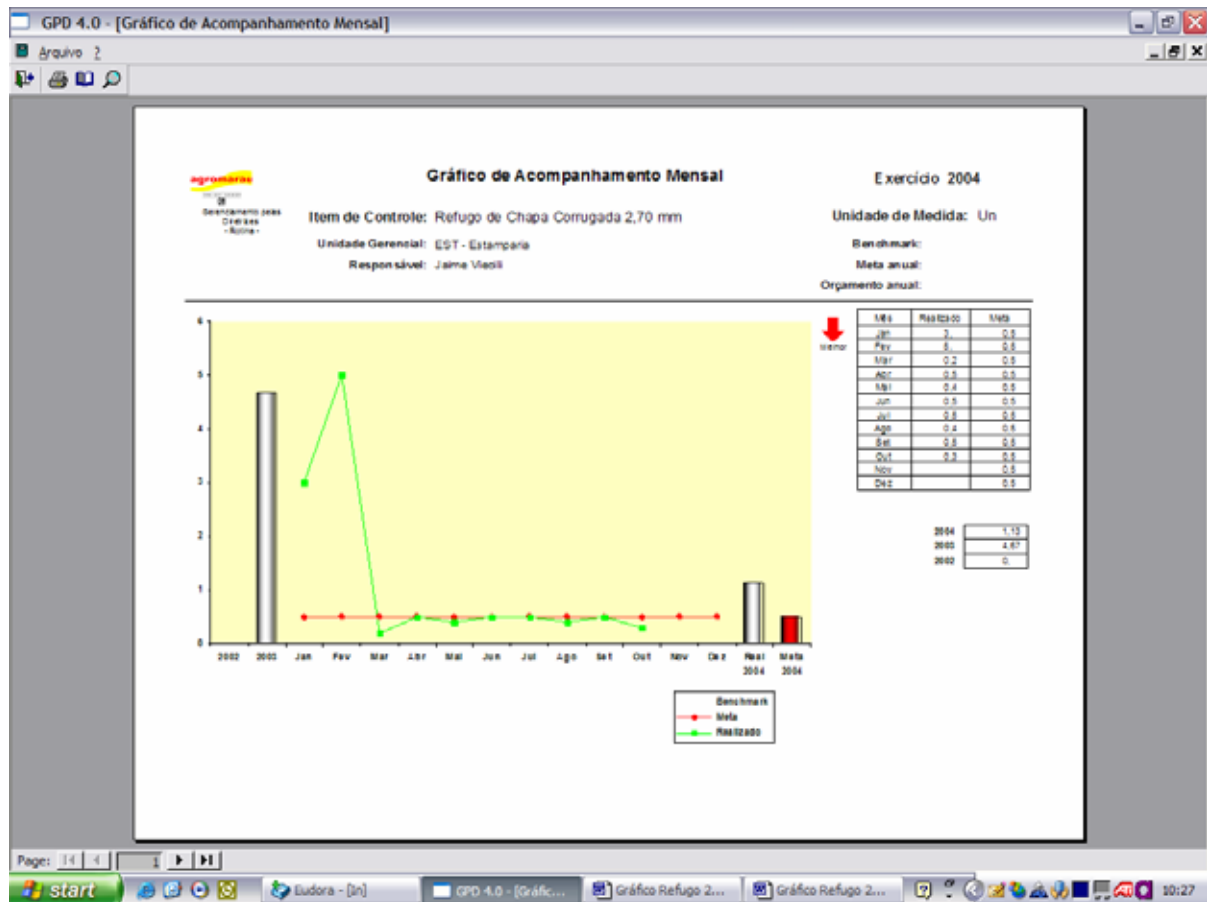 GPD 4.0 - [Gráfico de Acompanhamento Mensal]
Arquivo ?
agromarau
Gerenciamento pelas
Diretrizes
- Rotina -
Gráfico de Acompanhamento Mensal
Exercício 2004
Item de Controle: Refugo de Chapa Corrugada 2,70 mm
Unidade de Medida: Un
Unidade Gerencial: EST - Estamparia
Benchmark:
Responsável:
Meta anual:
Orçamento anual:
Melhor
Mês Realizado Meta
Jan 3, 0,5
Fev 5, 0,5
Mar 0,2 0,5
Abr 0,5 0,5
Mai 0,4 0,5
Jun 0,5 0,5
Jul 0,5 0,5
Ago 0,4 0,5
Set 0,5 0,5
Out 0,3 0,5
Nov 0,5
Dez 0,5
2004 1,13
2003 4,67
2002 0,
6
5
4
3
2
1
0
2002 2003 Jan Fev Mar Abr Mai Jun Jul Ago Set Out Nov Dez Real 2004 Meta 2004
Benchmark
Meta
Realizado
Page: 1
start
Eudora - [In]
GPD 4.0 - [Gráfic...
Gráfico Refugo 2...
Gráfico Refugo 2...
10:27